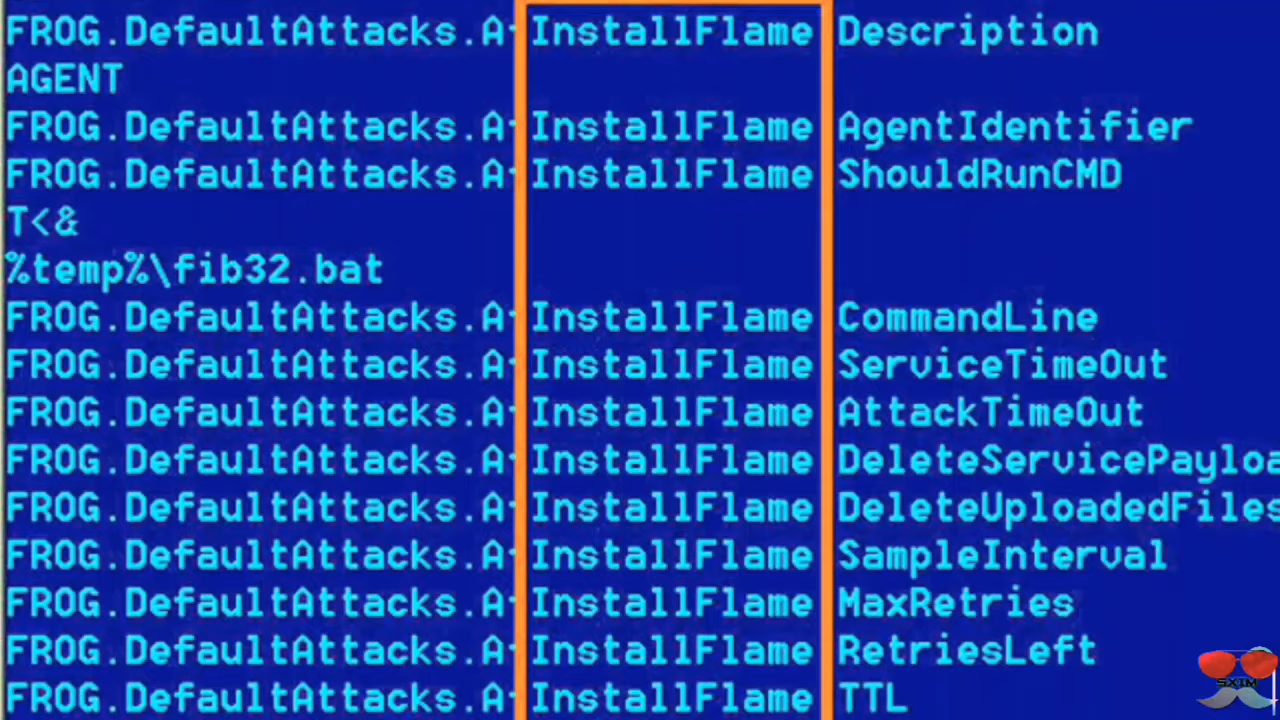 FROG.DefaultAttacks.A InstallFlame Description
AGENT
FROG.DefaultAttacks.A InstallFlame AgentIdentifier
FROG.DefaultAttacks.A InstallFlame ShouldRunCMD
T<&
%temp%\fib32.bat
FROG.DefaultAttacks.A InstallFlame CommandLine
FROG.DefaultAttacks.A InstallFlame ServiceTimeOut
FROG.DefaultAttacks.A InstallFlame AttackTimeOut
FROG.DefaultAttacks.A InstallFlame DeleteServicePayloa
FROG.DefaultAttacks.A InstallFlame DeleteUploadedFiles
FROG.DefaultAttacks.A InstallFlame SampleInterval
FROG.DefaultAttacks.A InstallFlame MaxRetries
FROG.DefaultAttacks.A InstallFlame RetriesLeft
FROG.DefaultAttacks.A InstallFlame TTL